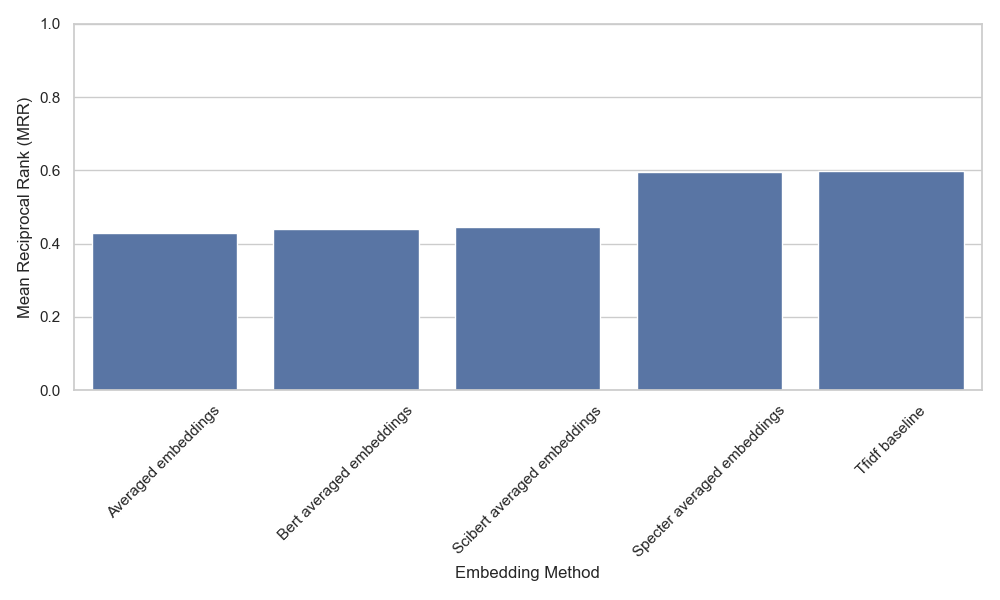 Mean Reciprocal Rank (MRR)
1.0
0.8
0.6
0.4
0.2
0.0
Averaged embeddings
Bert averaged embeddings
Scibert averaged embeddings
Specter averaged embeddings
Tfidf baseline
Embedding Method